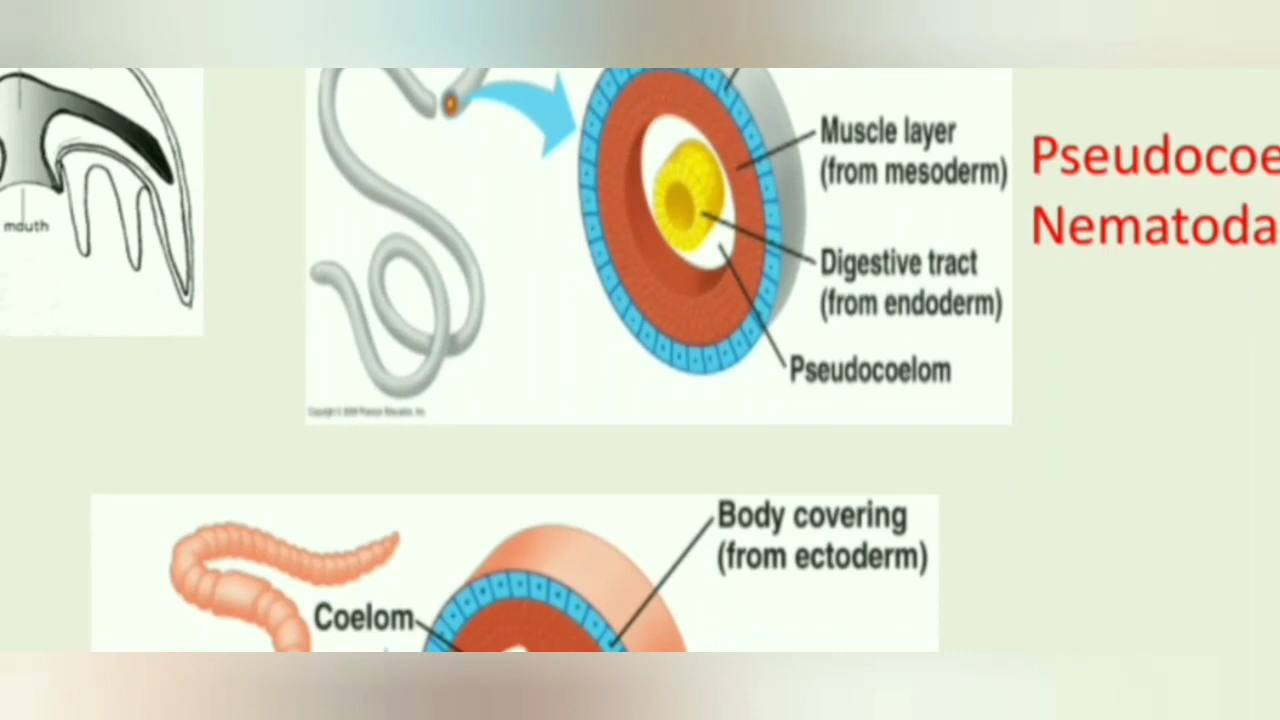 mouth
Muscle layer
(from mesoderm)
Digestive tract
(from endoderm)
Pseudocoelom
Pseudocoe
Nematoda
Body covering
(from ectoderm)
Coelom